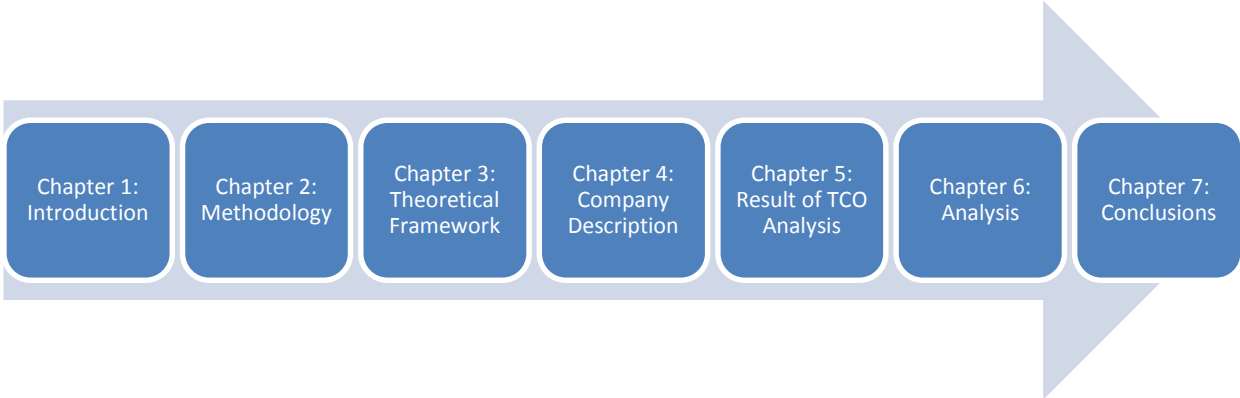 Chapter 1:
Introduction
Chapter 2:
Methodology
Chapter 3:
Theoretical
Framework
Chapter 4:
Company
Description
Chapter 5:
Result of TCO
Analysis
Chapter 6:
Analysis
Chapter 7:
Conclusions